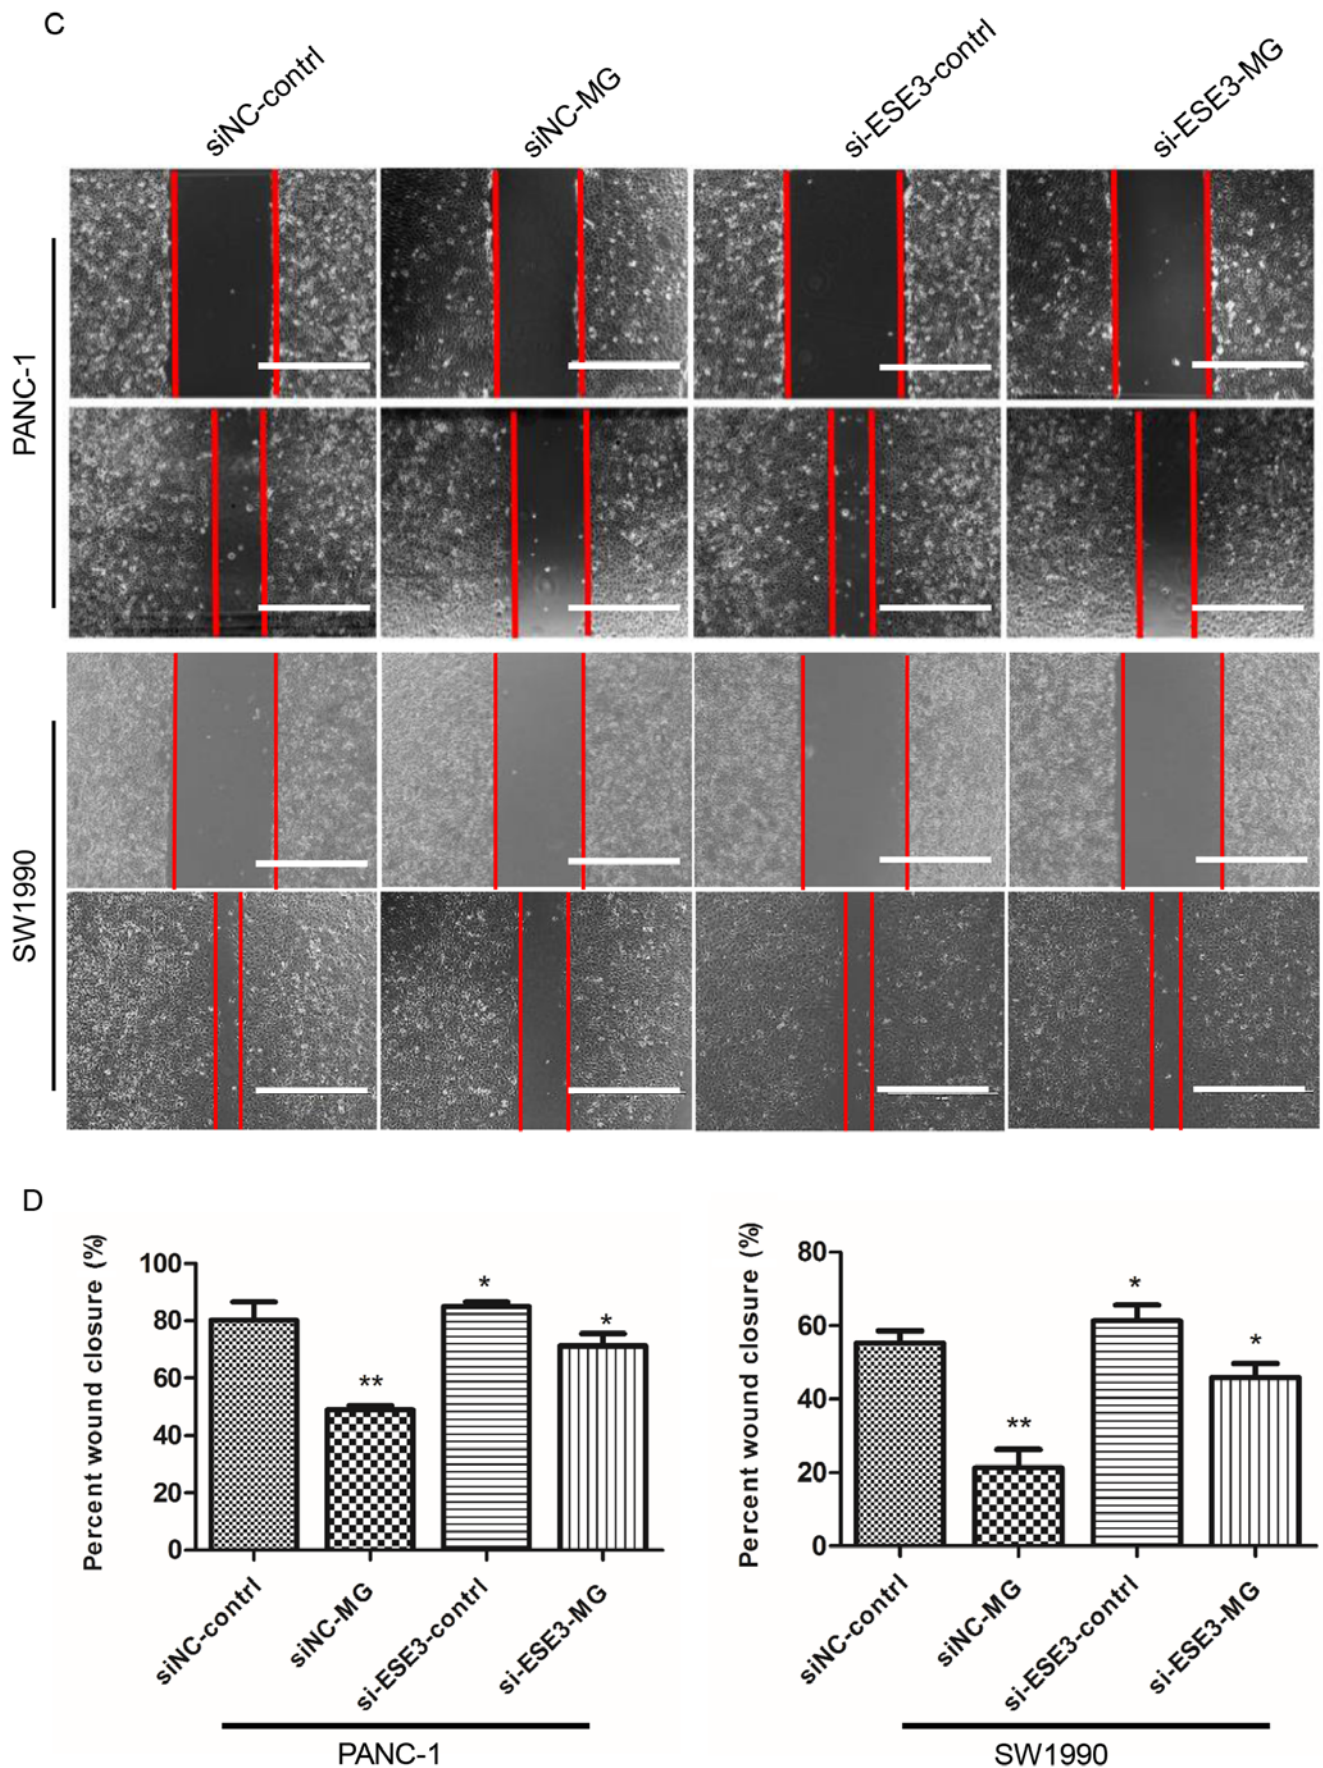 C
siNC-contrl
siNC-MG
si-ESE3-contrl
si-ESE3-MG
PANC-1
SW1990
D
Percent wound closure (%)
100
80
60
40
20
0
**
*
*
siNC-contrl
siNC-MG
si-ESE3-contrl
si-ESE3-MG
PANC-1
Percent wound closure (%)
80
60
40
20
0
**
*
*
siNC-contrl
siNC-MG
si-ESE3-contrl
si-ESE3-MG
SW1990